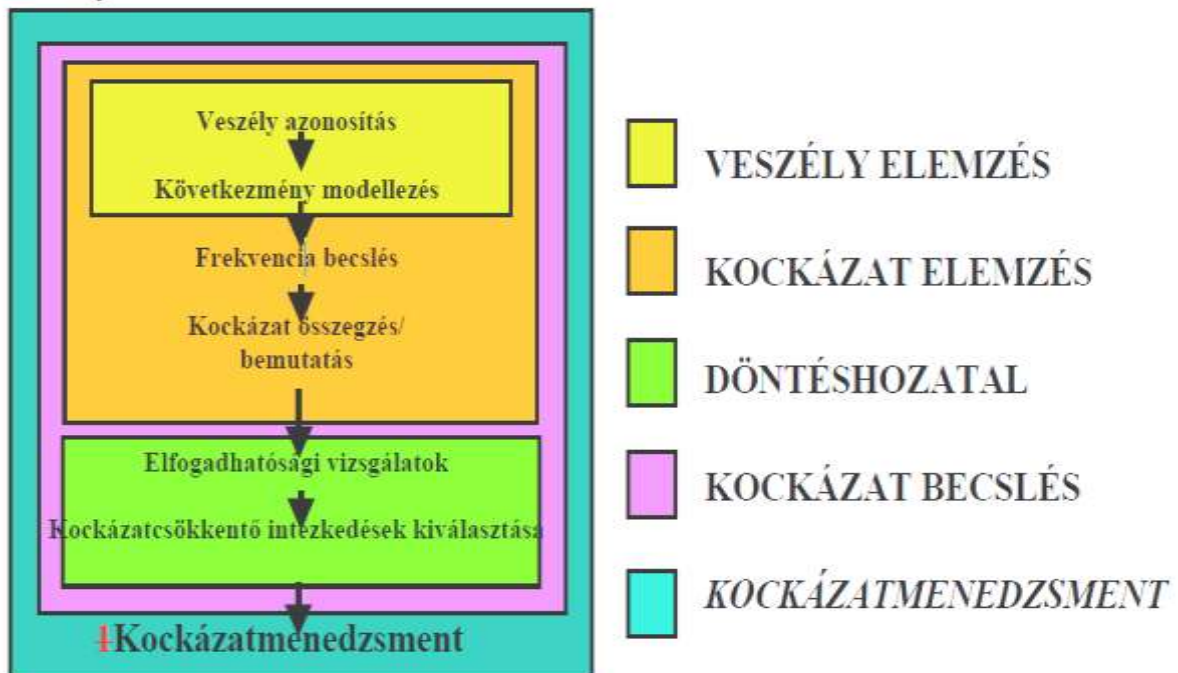 Veszély azonosítás
Következmény modellezés
Frekvencia becslés
Kockázat összegzés/
bemutatás
Elfogadhatósági vizsgálatok
Kockázatcsökkentő intézkedések kiválasztása
1Kockázatmenedzsment
VESZÉLY ELEMZÉS
KOCKÁZAT ELEMZÉS
DÖNTÉSHOZATAL
KOCKÁZAT BECSLÉS
KOCKÁZATMENEDZSMENT